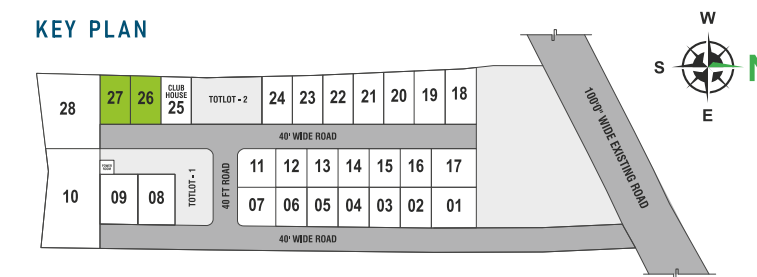 KEY PLAN
W
S
N
E
28
27
26
CLUB
HOUSE
25
TOTLOT - 2
24
23
22
21
20
19
18
40' WIDE ROAD
100'0" WIDE EXISTING ROAD
POWER
ROOM
10
09
08
TOTLOT - 1
40 FT ROAD
11
12
13
14
15
16
17
07
06
05
04
03
02
01
40' WIDE ROAD